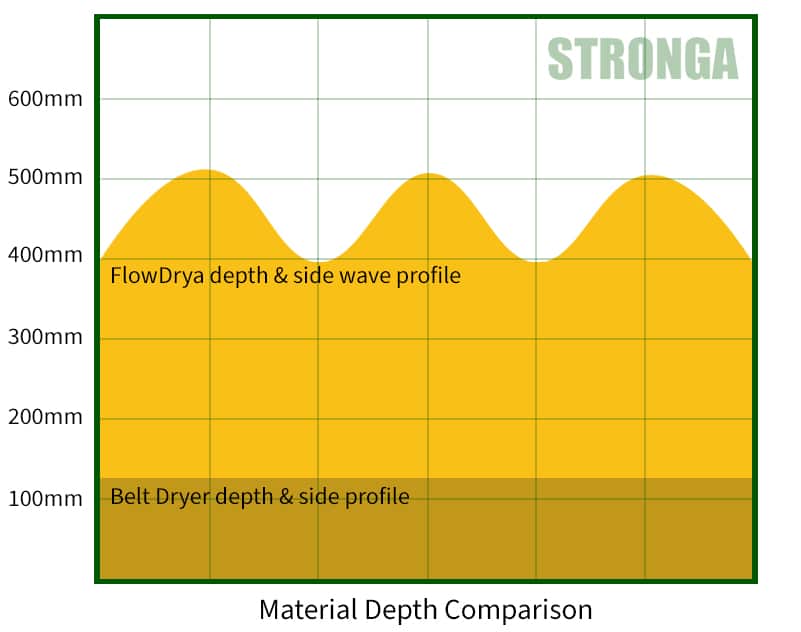 STRONGA
600mm
500mm
400mm
FlowDrya depth & side wave profile
300mm
200mm
100mm
Belt Dryer depth & side profile
Material Depth Comparison